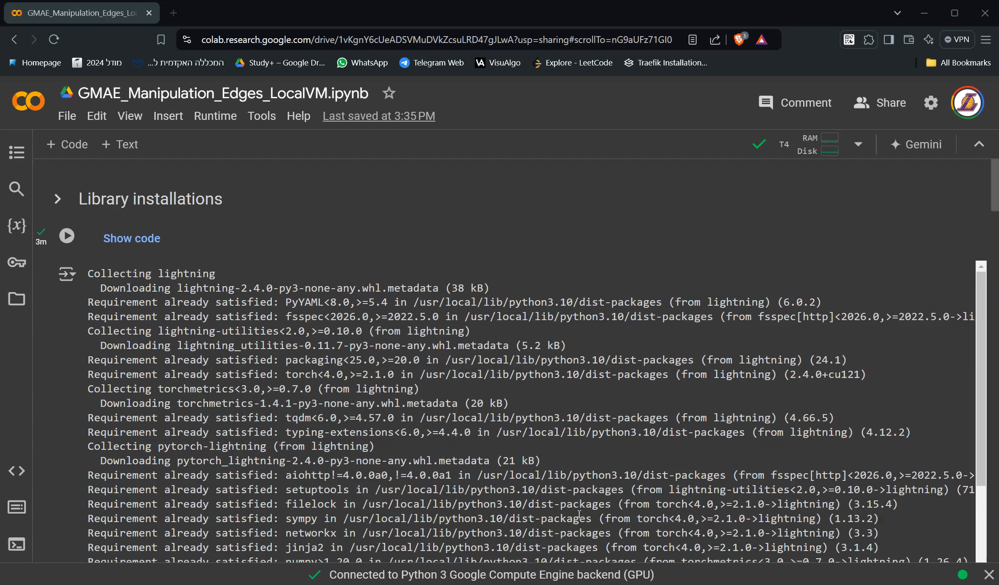 GMAE_Manipulation_Edges_Lo
colab.research.google.com/drive/1vKgnY6cUeADSVMuDVkZcsuLRD47gJLwA?usp=sharing#scrollTo=nG9aUFz71GI0
3
VPN
Homepage
מודל 2024
המכללה האקדמית ל...
Study+ – Google Dr...
WhatsApp
Telegram Web
VisuAlgo
Explore - LeetCode
Traefik Installation...
All Bookmarks
GMAE_Manipulation_Edges_LocalVM.ipynb
Comment
Share
File Edit View Insert Runtime Tools Help Last saved at 3:35 PM
+ Code + Text
T4
RAM
Disk
Gemini
Library installations
{x}
3m
Show code
Collecting lightning
Downloading lightning-2.4.0-py3-none-any.whl.metadata (38 kB)
Requirement already satisfied: PyYAML<8.0,>=5.4 in /usr/local/lib/python3.10/dist-packages (from lightning) (6.0.2)
Requirement already satisfied: fsspec<2026.0,>=2022.5.0 in /usr/local/lib/python3.10/dist-packages (from fsspec[http]<2026.0,>=2022.5.0->li
Collecting lightning-utilities<2.0,>=0.10.0 (from lightning)
Downloading lightning_utilities-0.11.7-py3-none-any.whl.metadata (5.2 kB)
Requirement already satisfied: packaging<25.0,>=20.0 in /usr/local/lib/python3.10/dist-packages (from lightning) (24.1)
Requirement already satisfied: torch<4.0,>=2.1.0 in /usr/local/lib/python3.10/dist-packages (from lightning) (2.4.0+cu121)
Collecting torchmetrics<3.0,>=0.7.0 (from lightning)
Downloading torchmetrics-1.4.1-py3-none-any.whl.metadata (20 kB)
Requirement already satisfied: tqdm<6.0,>=4.57.0 in /usr/local/lib/python3.10/dist-packages (from lightning) (4.66.5)
Requirement already satisfied: typing-extensions<6.0,>=4.4.0 in /usr/local/lib/python3.10/dist-packages (from lightning) (4.12.2)
Collecting pytorch-lightning (from lightning)
Downloading pytorch_lightning-2.4.0-py3-none-any.whl.metadata (21 kB)
Requirement already satisfied: aiohttp!=4.0.0a0,!=4.0.0a1 in /usr/local/lib/python3.10/dist-packages (from fsspec[http]<2026.0,>=2022.5.0->
Requirement already satisfied: setuptools in /usr/local/lib/python3.10/dist-packages (from lightning-utilities<2.0,>=0.10.0->lightning) (71
Requirement already satisfied: filelock in /usr/local/lib/python3.10/dist-packages (from torch<4.0,>=2.1.0->lightning) (3.15.4)
Requirement already satisfied: sympy in /usr/local/lib/python3.10/dist-packages (from torch<4.0,>=2.1.0->lightning) (1.13.2)
Requirement already satisfied: networkx in /usr/local/lib/python3.10/dist-packages (from torch<4.0,>=2.1.0->lightning) (3.3)
Requirement already satisfied: jinja2 in /usr/local/lib/python3.10/dist-packages (from torch<4.0,>=2.1.0->lightning) (3.1.4)
Requirement already satisfied: numpy>1.20.0 in /usr/local/lib/python3.10/dist-packages (from torchmetrics<3.0,>=0.7.0->lightning) (1.26.4)
Connected to Python 3 Google Compute Engine backend (GPU)